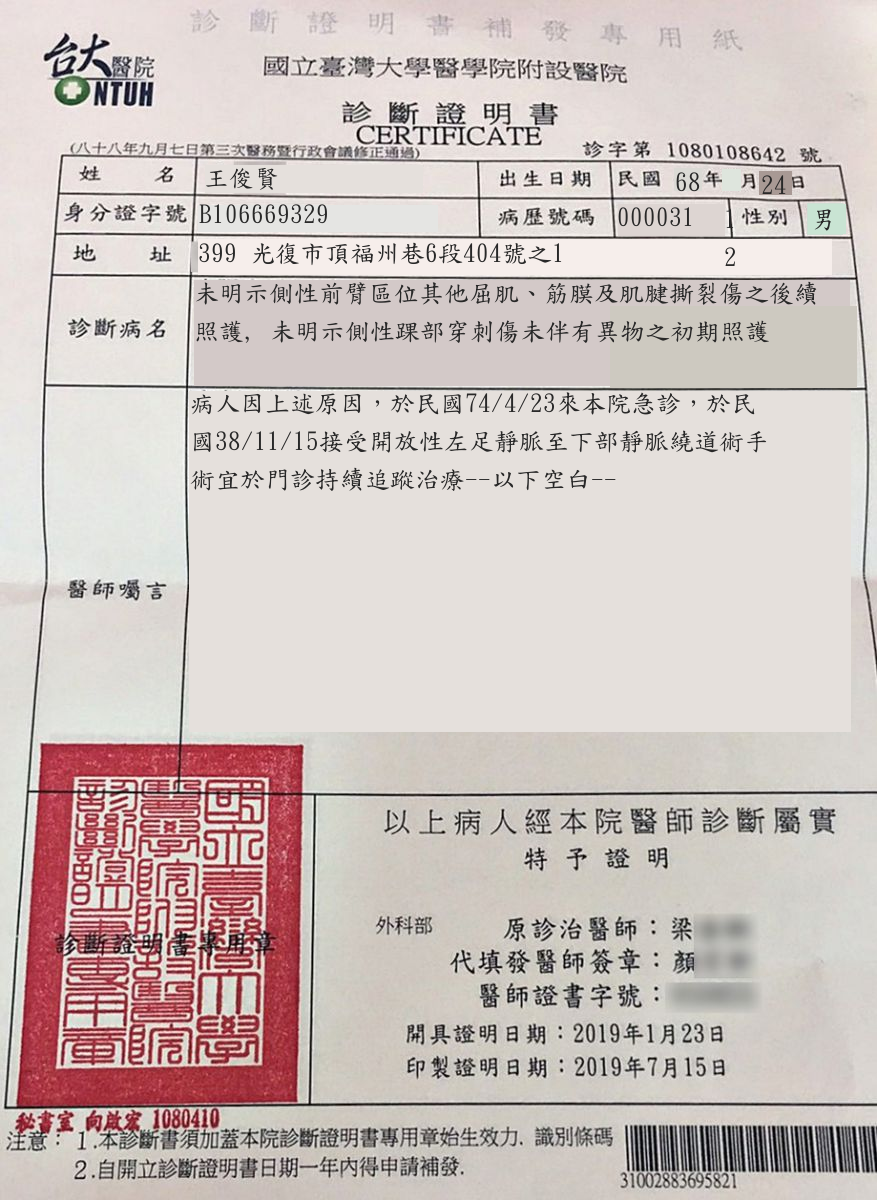 診斷證明書補發專用紙
台大醫院
NTUH
國立臺灣大學醫學院附設醫院
診斷證明書
CERTIFICATE
(八十八年九月七日第三次醫務暨行政會議修正通過)
診字第 1080108642 號
姓名 王俊賢 出生日期 民國 68年 月24日
身分證字號 B106669329 病歷號碼 000031 性別 男
地址 399 光復市頂福州巷6段404號之1 2
未明示側性前臂區位其他屈肌、筋膜及肌腱撕裂傷之後續
診斷病名 照護, 未明示側性踝部穿刺傷未伴有異物之初期照護
病人因上述原因，於民國74/4/23來本院急診，於民
國38/11/15接受開放性左足靜脈至下部靜脈繞道術手
術宜於門診持續追蹤治療--以下空白--
醫師囑言
國立臺灣大學
醫學院附設醫院
診斷證明書專用章
以上病人經本院醫師診斷屬實
特予證明
外科部 原診治醫師：梁
診斷證明書專用章
代填發醫師簽章：顏
醫師證書字號：
開具證明日期：2019年1月23日
印製證明日期：2019年7月15日
秘書室 向啟宏 1080410
注意：1.本診斷書須加蓋本院診斷證明書專用章始生效力. 識別條碼
2.自開立診斷證明書日期一年內得申請補發.
31002883695821